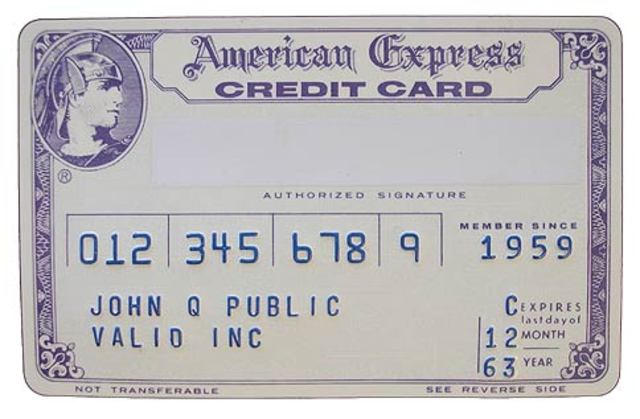 American Express
CREDIT CARD
®
AUTHORIZED SIGNATURE
MEMBER SINCE
012 345 678 9 1959
JOHN Q PUBLIC
VALID INC
C EXPIRES
last day of
12 MONTH
63 YEAR
NOT TRANSFERABLE SEE REVERSE SIDE